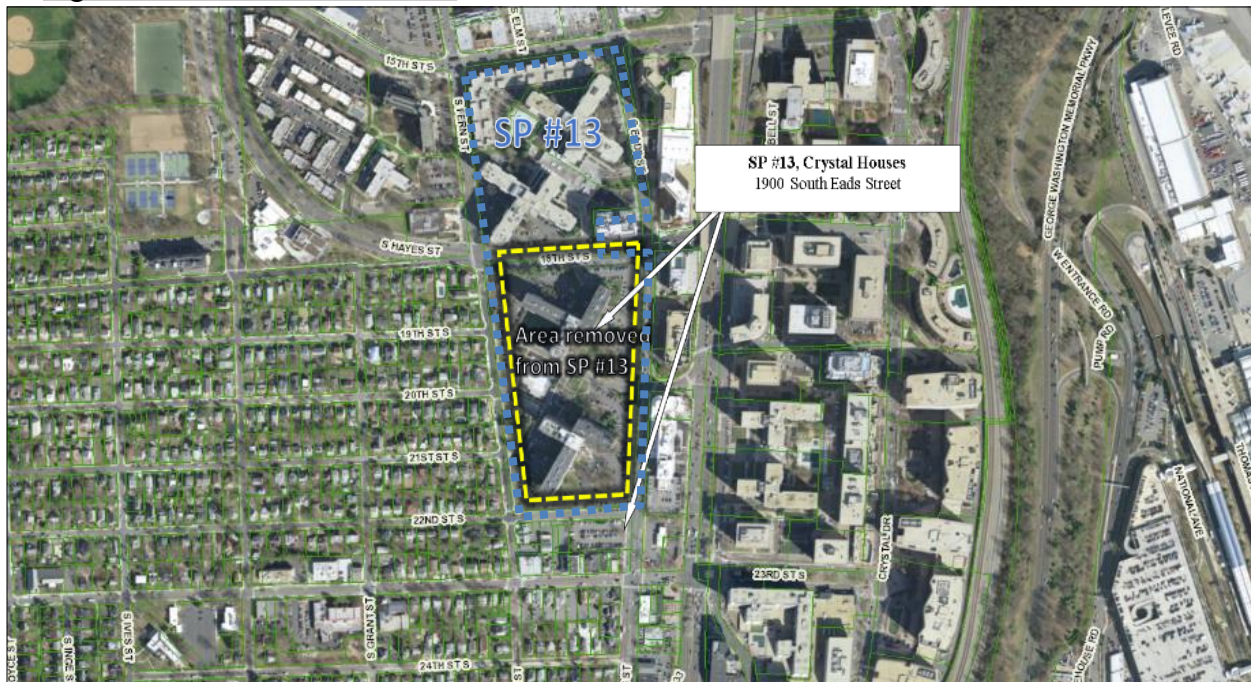 15TH ST S
S ELM ST
S FERN ST
SP #13
S EADS ST
BELL ST
LEVEE RD
GEORGE WASHINGTON MEMORIAL PKWY
SP #13, Crystal Houses
1900 South Eads Street
S HAYES ST
18TH ST S
W ENTRANCE RD
PUMP RD
19TH ST S
Area removed
from SP #13
20TH ST S
21ST ST S
22ND ST S
NATIONAL AVE
CRYSTAL DR
23RD ST S
S GRANT ST
S IVES ST
24TH ST S